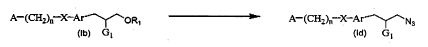 A—(CH₂)ₙ—X—Ar OR₁ A—(CH₂)ₙ—X—Ar N₃
G₁ G₁
(Ib) (Id)